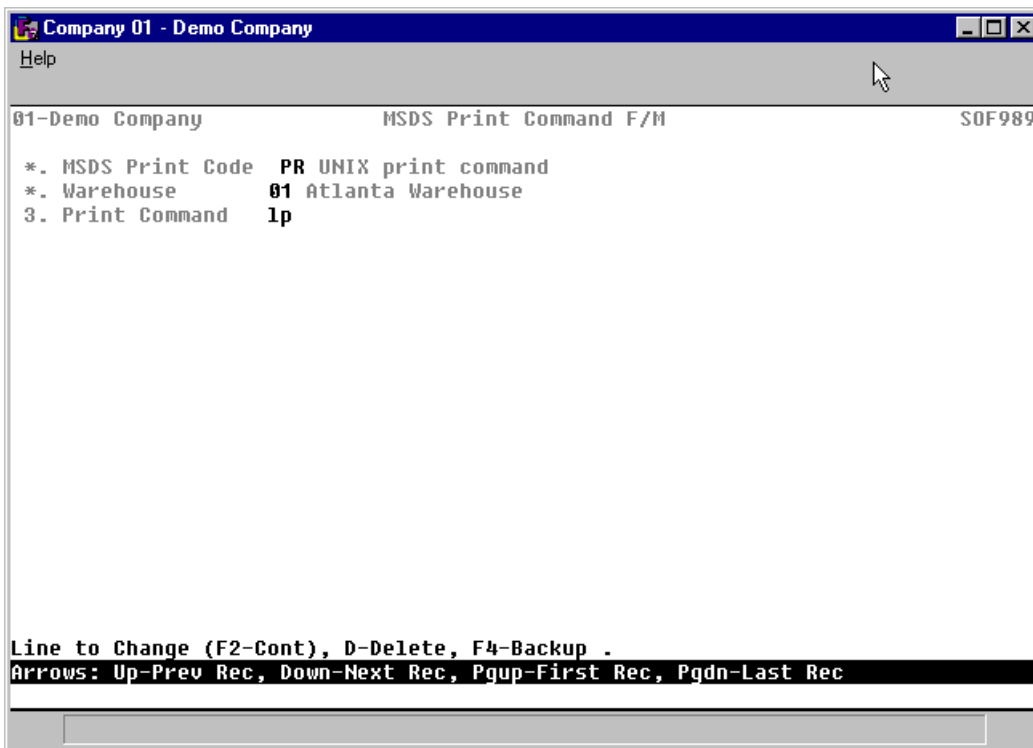 Company 01 - Demo Company
Help
01-Demo Company MSDS Print Command F/M SOF989
*. MSDS Print Code PR UNIX print command
*. Warehouse 01 Atlanta Warehouse
3. Print Command lp
Line to Change (F2-Cont), D-Delete, F4-Backup .
Arrows: Up-Prev Rec, Down-Next Rec, Pgup-First Rec, Pgdn-Last Rec